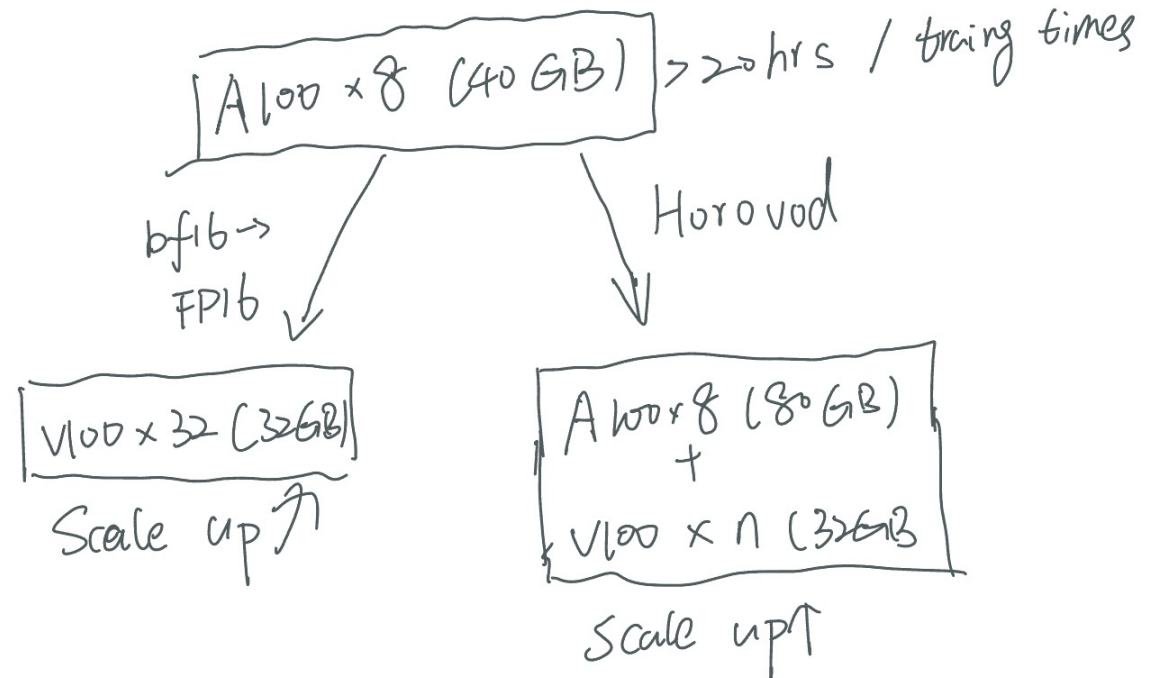 A100 x 8 (40 GB) > 20 hrs / traing times
bf16 →
FP16
Horovod
V100 x 32 (32GB)
Scale up ↑
A100 x 8 (80 GB)
+
V100 x n (32GB
Scale up ↑